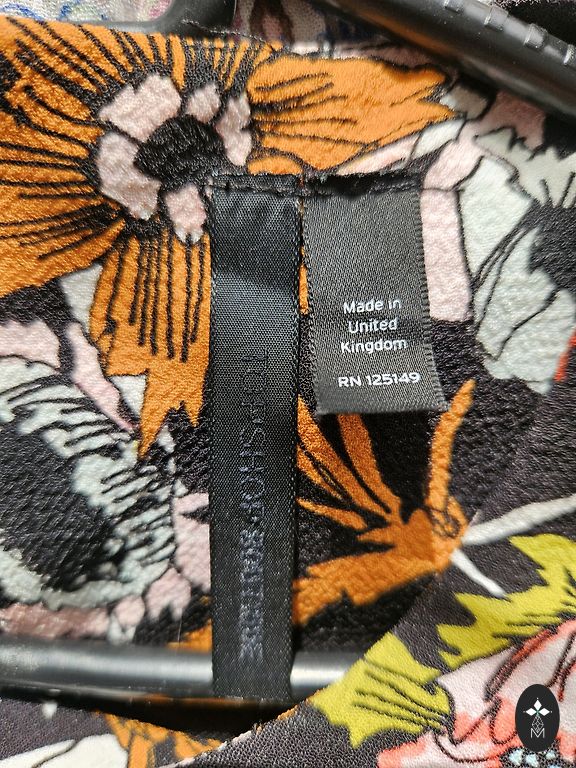 TOPSHOP BOUTIQUE
Made in
United
Kingdom
RN 125149